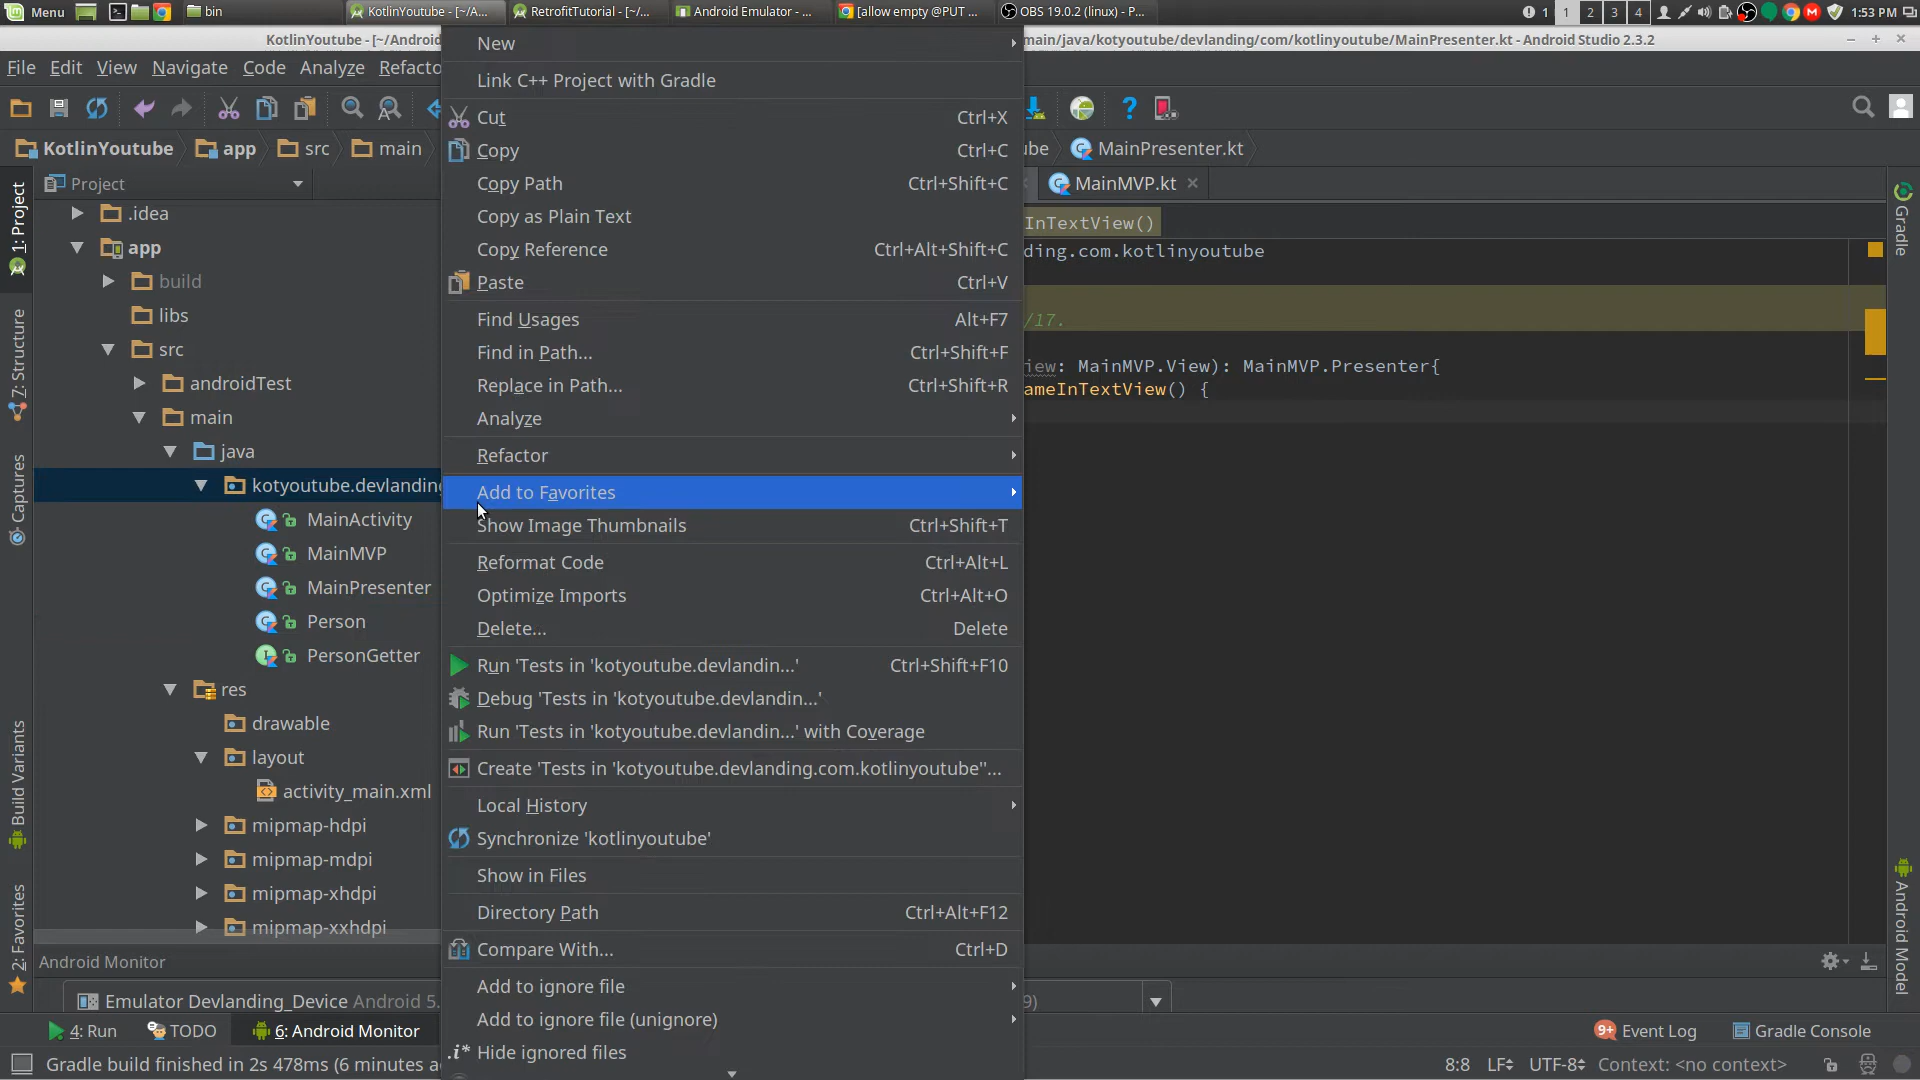 Menu
bin
KotlinYoutube - [~/A...
RetrofitTutorial - [~/...
Android Emulator - ...
[allow empty @PUT ...
OBS 19.0.2 (linux) - P...
1
1
2
3
4
1:53 PM
KotlinYoutube - [~/Android
main/java/kotyoutube/devlanding/com/kotlinyoutube/MainPresenter.kt - Android Studio 2.3.2
File Edit View Navigate Code Analyze Refacto
KotlinYoutube
app
src
main
be
MainPresenter.kt
Project
MainMVP.kt
1: Project
7: Structure
Captures
Build Variants
2: Favorites
.idea
app
build
libs
src
androidTest
main
java
kotyoutube.devlanding
MainActivity
MainMVP
MainPresenter
Person
PersonGetter
res
drawable
layout
activity_main.xml
mipmap-hdpi
mipmap-mdpi
mipmap-xhdpi
mipmap-xxhdpi
New
Link C++ Project with Gradle
Cut Ctrl+X
Copy Ctrl+C
Copy Path Ctrl+Shift+C
Copy as Plain Text
Copy Reference Ctrl+Alt+Shift+C
Paste Ctrl+V
Find Usages Alt+F7
Find in Path... Ctrl+Shift+F
Replace in Path... Ctrl+Shift+R
Analyze
Refactor
Add to Favorites
Show Image Thumbnails Ctrl+Shift+T
Reformat Code Ctrl+Alt+L
Optimize Imports Ctrl+Alt+O
Delete... Delete
Run 'Tests in 'kotyoutube.devlandin...' Ctrl+Shift+F10
Debug 'Tests in 'kotyoutube.devlandin...'
Run 'Tests in 'kotyoutube.devlandin...' with Coverage
Create 'Tests in 'kotyoutube.devlanding.com.kotlinyoutube''...
Local History
Synchronize 'kotlinyoutube'
Show in Files
Directory Path Ctrl+Alt+F12
Compare With... Ctrl+D
Add to ignore file
Add to ignore file (unignore)
.i* Hide ignored files
InTextView()
ding.com.kotlinyoutube
/17.
iew: MainMVP.View): MainMVP.Presenter{
ameInTextView() {
Gradle
Android Model
Android Monitor
Emulator Devlanding_Device Android 5.
9)
4: Run
TODO
6: Android Monitor
9+ Event Log
Gradle Console
Gradle build finished in 2s 478ms (6 minutes a
8:8
LF
UTF-8
Context: <no context>